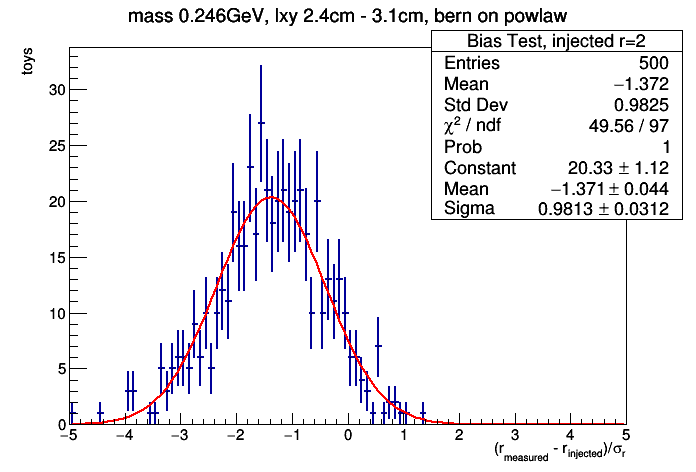 mass 0.246GeV, lxy 2.4cm - 3.1cm, bern on powlaw
toys
Bias Test, injected r=2
Entries 500
Mean −1.372
Std Dev 0.9825
χ² / ndf 49.56 / 97
Prob 1
Constant 20.33 ± 1.12
Mean −1.371 ± 0.044
Sigma 0.9813 ± 0.0312
30
25
20
15
10
5
0
−5 −4 −3 −2 −1 0 1 2 3 4 5
(r_measured - r_injected)/σ_r